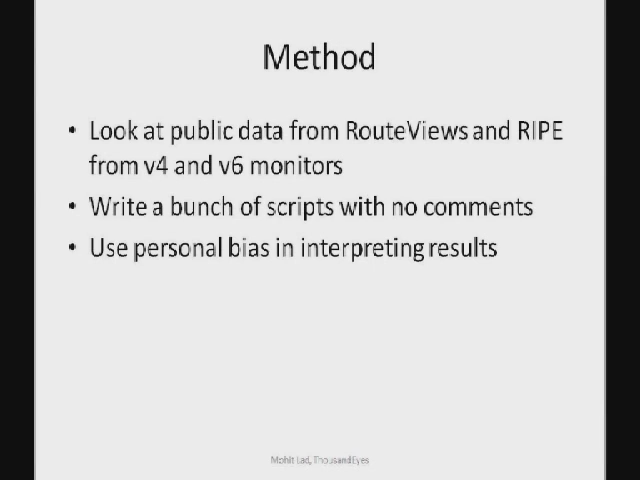 Method
• Look at public data from RouteViews and RIPE
from v4 and v6 monitors
• Write a bunch of scripts with no comments
• Use personal bias in interpreting results
Mohit Lad, ThousandEyes